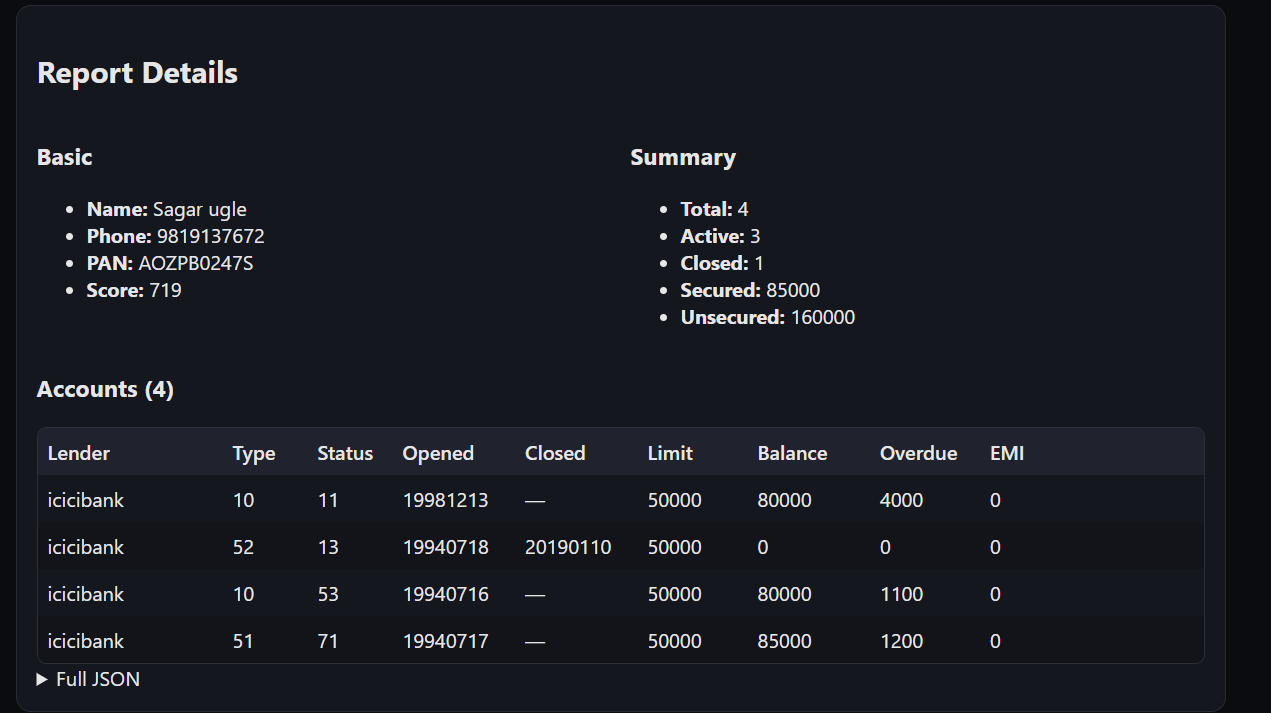 Report Details
Basic
Name: Sagar ugle
Phone: 9819137672
PAN: AOZPB0247S
Score: 719
Summary
Total: 4
Active: 3
Closed: 1
Secured: 85000
Unsecured: 160000
Accounts (4)
Lender Type Status Opened Closed Limit Balance Overdue EMI
icicibank 10 11 19981213 — 50000 80000 4000 0
icicibank 52 13 19940718 20190110 50000 0 0 0
icicibank 10 53 19940716 — 50000 80000 1100 0
icicibank 51 71 19940717 — 50000 85000 1200 0
Full JSON